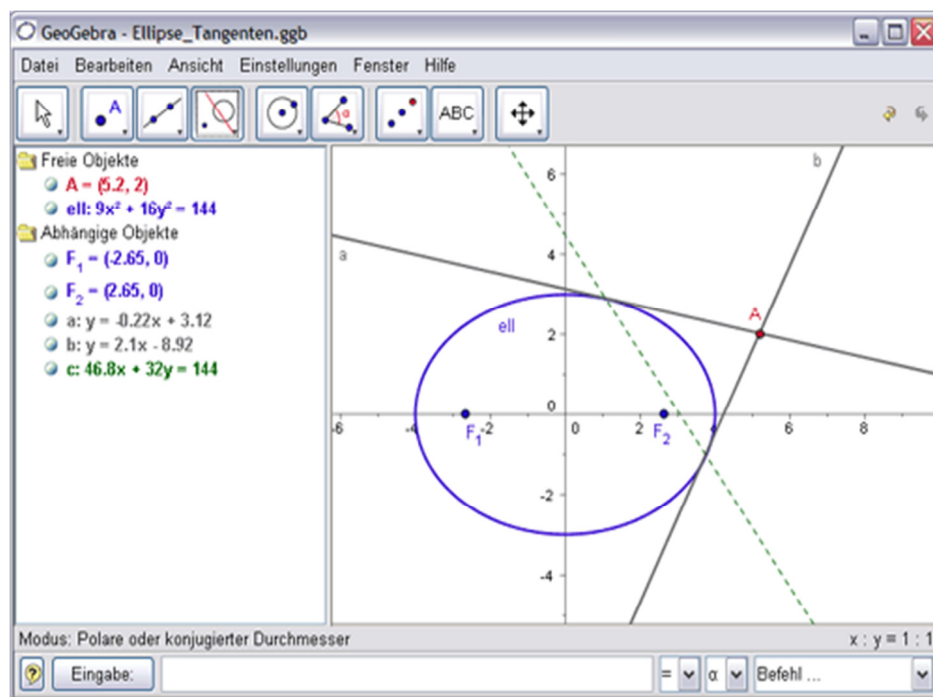 GeoGebra - Ellipse_Tangenten.ggb
Datei Bearbeiten Ansicht Einstellungen Fenster Hilfe
A α ABC
Freie Objekte
A = (5.2, 2)
ell: 9x² + 16y² = 144
Abhängige Objekte
F₁ = (-2.65, 0)
F₂ = (2.65, 0)
a: y = -0.22x + 3.12
b: y = 2.1x - 8.92
c: 46.8x + 32y = 144
b
6
4
a
ell
2
A
0
-6 -4 -2 0 2 4 6 8
F₁ F₂
-2
-4
Modus: Polare oder konjugierter Durchmesser x : y = 1 : 1
? Eingabe: = α Befehl ...